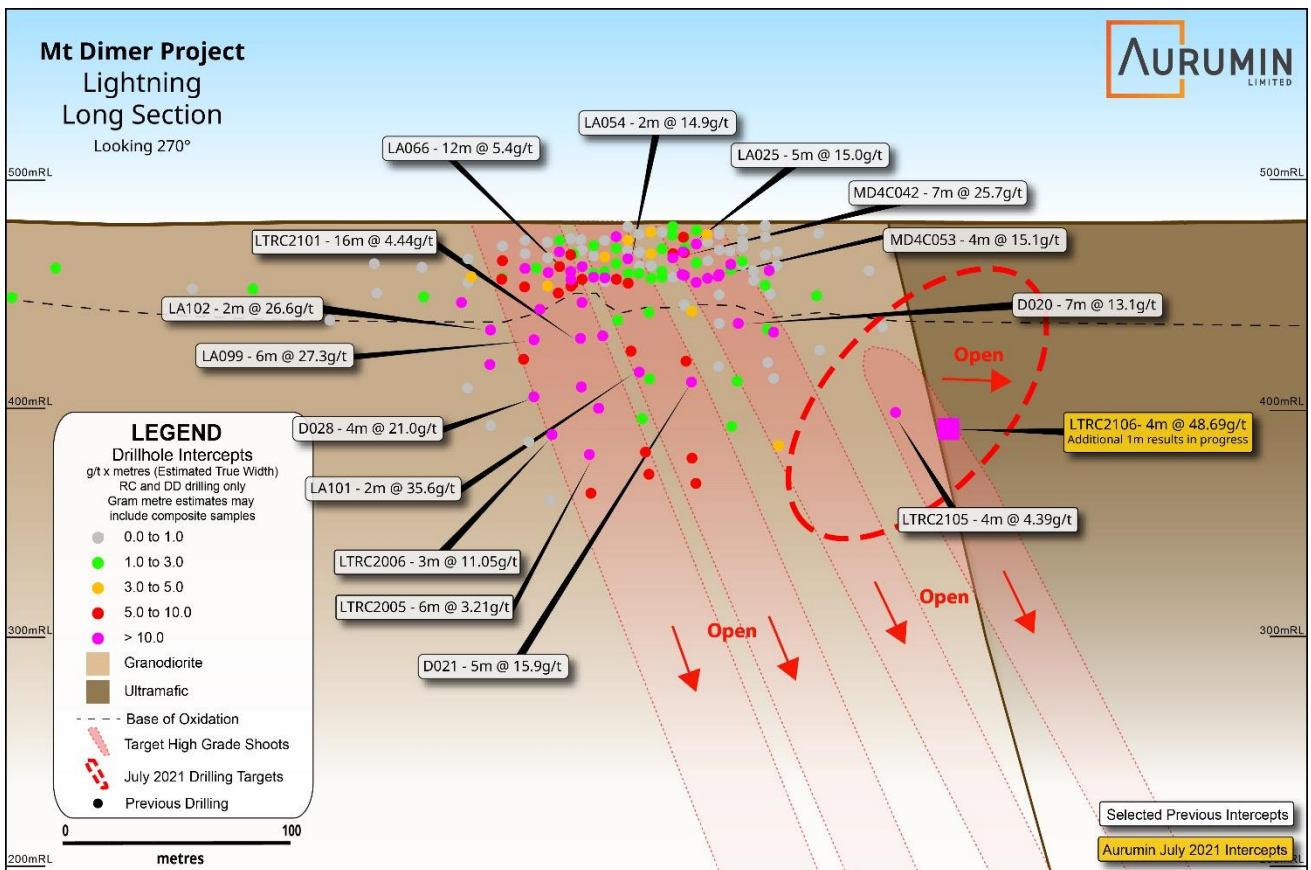 Mt Dimer Project
Lightning
Long Section
Looking 270°
AURUMIN
LIMITED
500mRL
500mRL
LA054 - 2m @ 14.9g/t
LA066 - 12m @ 5.4g/t
LA025 - 5m @ 15.0g/t
MD4C042 - 7m @ 25.7g/t
LTRC2101 - 16m @ 4.44g/t
MD4C053 - 4m @ 15.1g/t
LA102 - 2m @ 26.6g/t
D020 - 7m @ 13.1g/t
LA099 - 6m @ 27.3g/t
Open
400mRL
400mRL
D028 - 4m @ 21.0g/t
LTRC2106- 4m @ 48.69g/t
Additional 1m results in progress
LA101 - 2m @ 35.6g/t
LTRC2105 - 4m @ 4.39g/t
LTRC2006 - 3m @ 11.05g/t
LTRC2005 - 6m @ 3.21g/t
Open
Open
300mRL
300mRL
D021 - 5m @ 15.9g/t
LEGEND
Drillhole Intercepts
g/t x metres (Estimated True Width)
RC and DD drilling only
Gram metre estimates may
include composite samples
0.0 to 1.0
1.0 to 3.0
3.0 to 5.0
5.0 to 10.0
> 10.0
Granodiorite
Ultramafic
Base of Oxidation
Target High Grade Shoots
July 2021 Drilling Targets
Previous Drilling
0 100
metres
200mRL
Selected Previous Intercepts
Aurumin July 2021 Intercepts